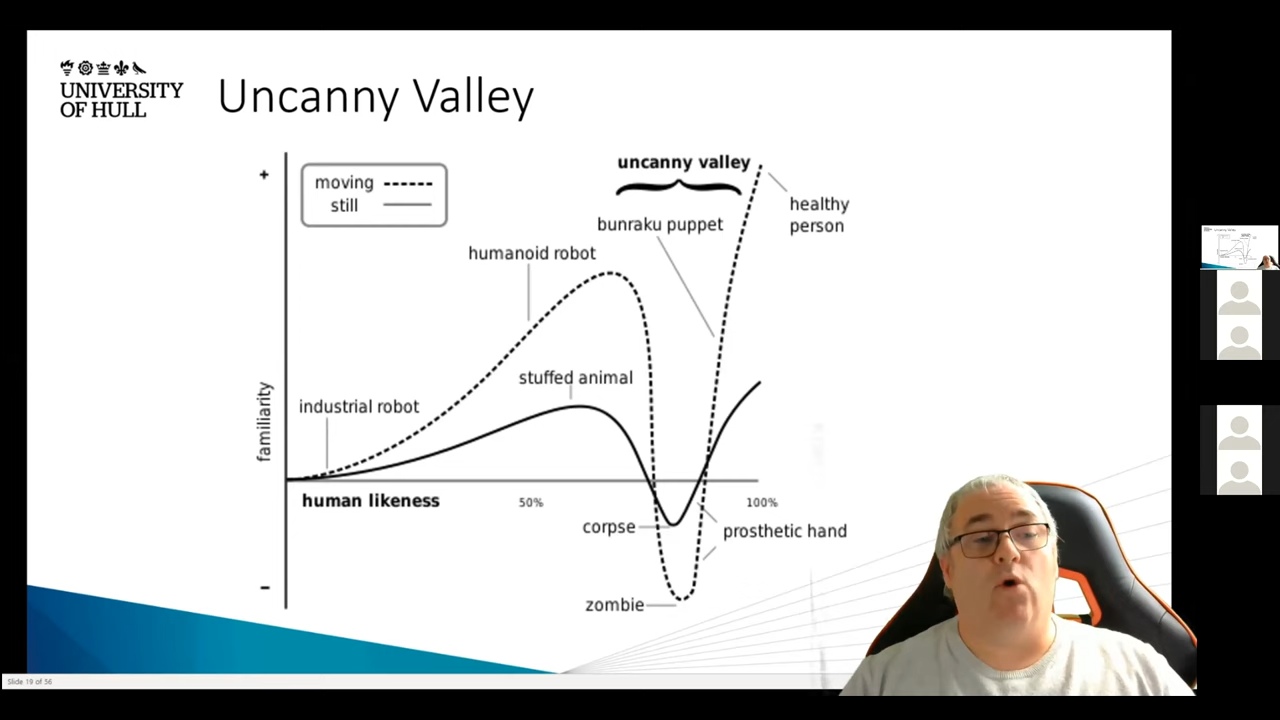 UNIVERSITY
OF HULL
Uncanny Valley
+
moving
still
uncanny valley
healthy
person
bunraku puppet
humanoid robot
stuffed animal
industrial robot
familiarity
human likeness
50%
100%
corpse
prosthetic hand
-
zombie
Slide 19 of 56